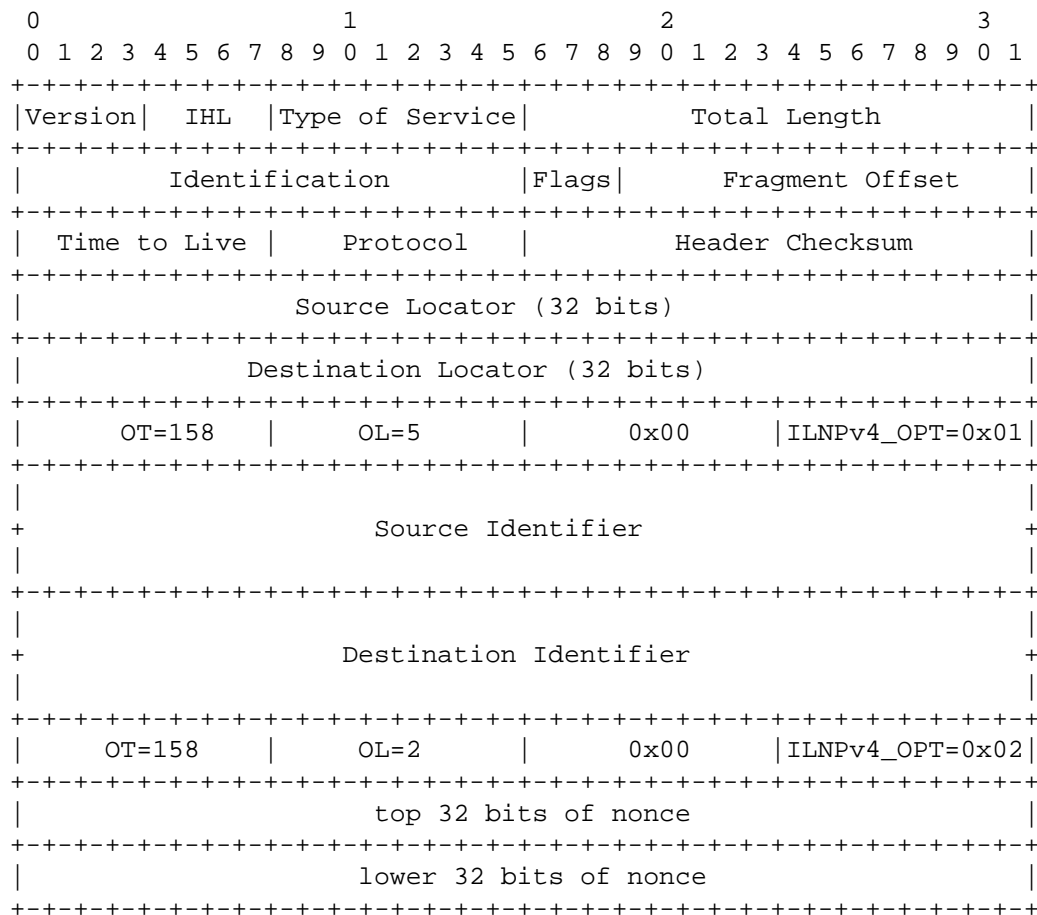 0                   1                   2                   3
 0 1 2 3 4 5 6 7 8 9 0 1 2 3 4 5 6 7 8 9 0 1 2 3 4 5 6 7 8 9 0 1
+-+-+-+-+-+-+-+-+-+-+-+-+-+-+-+-+-+-+-+-+-+-+-+-+-+-+-+-+-+-+-+-+
|Version|  IHL  |Type of Service|          Total Length         |
+-+-+-+-+-+-+-+-+-+-+-+-+-+-+-+-+-+-+-+-+-+-+-+-+-+-+-+-+-+-+-+-+
|         Identification        |Flags|      Fragment Offset    |
+-+-+-+-+-+-+-+-+-+-+-+-+-+-+-+-+-+-+-+-+-+-+-+-+-+-+-+-+-+-+-+-+
|  Time to Live |    Protocol   |         Header Checksum       |
+-+-+-+-+-+-+-+-+-+-+-+-+-+-+-+-+-+-+-+-+-+-+-+-+-+-+-+-+-+-+-+-+
|                 Source Locator (32 bits)                      |
+-+-+-+-+-+-+-+-+-+-+-+-+-+-+-+-+-+-+-+-+-+-+-+-+-+-+-+-+-+-+-+-+
|              Destination Locator (32 bits)                    |
+-+-+-+-+-+-+-+-+-+-+-+-+-+-+-+-+-+-+-+-+-+-+-+-+-+-+-+-+-+-+-+-+
|      OT=158   |     OL=5      |      0x00     |ILNPv4_OPT=0x01|
+-+-+-+-+-+-+-+-+-+-+-+-+-+-+-+-+-+-+-+-+-+-+-+-+-+-+-+-+-+-+-+-+
|                                                               |
+                      Source Identifier                        +
|                                                               |
+-+-+-+-+-+-+-+-+-+-+-+-+-+-+-+-+-+-+-+-+-+-+-+-+-+-+-+-+-+-+-+-+
|                                                               |
+                    Destination Identifier                     +
|                                                               |
+-+-+-+-+-+-+-+-+-+-+-+-+-+-+-+-+-+-+-+-+-+-+-+-+-+-+-+-+-+-+-+-+
|     OT=158    |     OL=2      |      0x00     |ILNPv4_OPT=0x02|
+-+-+-+-+-+-+-+-+-+-+-+-+-+-+-+-+-+-+-+-+-+-+-+-+-+-+-+-+-+-+-+-+
|                      top 32 bits of nonce                     |
+-+-+-+-+-+-+-+-+-+-+-+-+-+-+-+-+-+-+-+-+-+-+-+-+-+-+-+-+-+-+-+-+
|                     lower 32 bits of nonce                    |
+-+-+-+-+-+-+-+-+-+-+-+-+-+-+-+-+-+-+-+-+-+-+-+-+-+-+-+-+-+-+-+-+